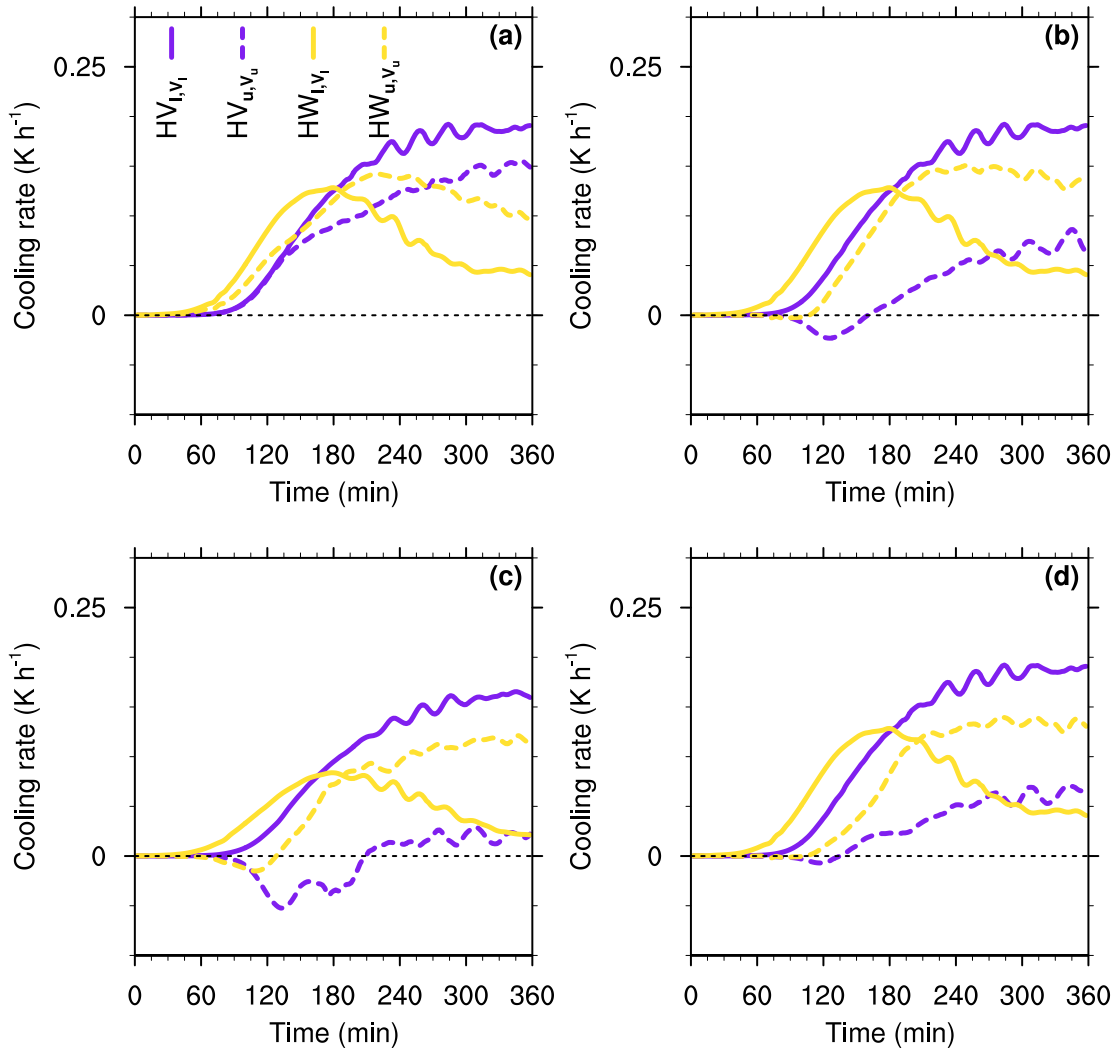 (a)
HV_{l,v_l}
HV_{u,v_u}
HW_{l,v_l}
HW_{u,v_u}
0.25
0
Cooling rate (K h⁻¹)
0 60 120 180 240 300 360
Time (min)
(b)
0.25
0
Cooling rate (K h⁻¹)
0 60 120 180 240 300 360
Time (min)
(c)
0.25
0
Cooling rate (K h⁻¹)
0 60 120 180 240 300 360
Time (min)
(d)
0.25
0
Cooling rate (K h⁻¹)
0 60 120 180 240 300 360
Time (min)